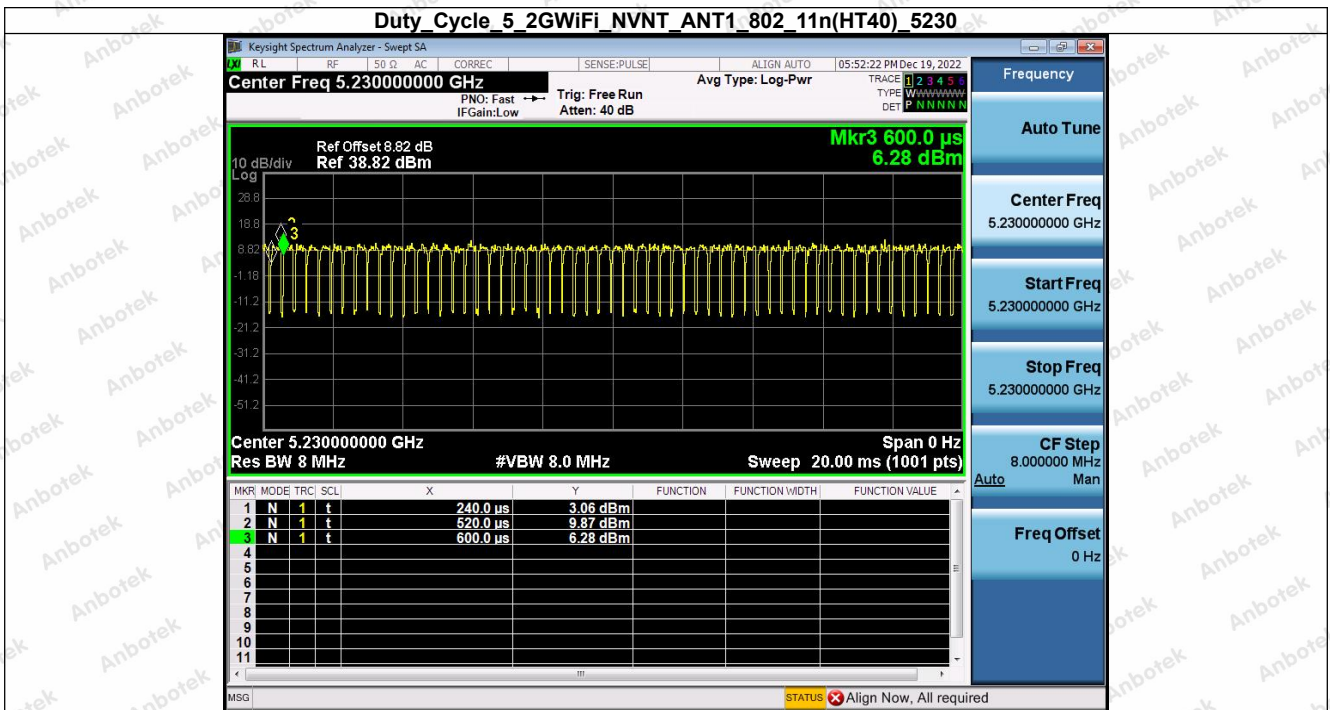 Duty_Cycle_5_2GWiFi_NVNT_ANT1_802_11n(HT40)_5230
Keysight Spectrum Analyzer - Swept SA
LXI RL RF 50 Ω AC CORREC SENSE:PULSE ALIGN AUTO 05:52:22 PM Dec 19, 2022
Center Freq 5.230000000 GHz
PNO: Fast
IFGain:Low
Trig: Free Run
Atten: 40 dB
Avg Type: Log-Pwr
TRACE 1 2 3 4 5 6
TYPE WWWWWW
DET P N N N N N
Mkr3 600.0 µs
6.28 dBm
Ref Offset 8.82 dB
10 dB/div Ref 38.82 dBm
Log
28.8
18.8
8.82
-1.18
-11.2
-21.2
-31.2
-41.2
-51.2
3
Center 5.230000000 GHz Span 0 Hz
Res BW 8 MHz #VBW 8.0 MHz Sweep 20.00 ms (1001 pts)
MKR MODE TRC SCL X Y FUNCTION FUNCTION WIDTH FUNCTION VALUE
1 N 1 t 240.0 µs 3.06 dBm
2 N 1 t 520.0 µs 9.87 dBm
3 N 1 t 600.0 µs 6.28 dBm
4
5
6
7
8
9
10
11
MSG STATUS Align Now, All required
Frequency
Auto Tune
Center Freq
5.230000000 GHz
Start Freq
5.230000000 GHz
Stop Freq
5.230000000 GHz
CF Step
8.000000 MHz
Auto Man
Freq Offset
0 Hz
Anbotek